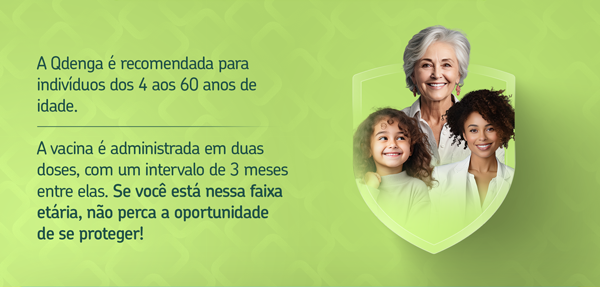 A Qdenga é recomendada para
indivíduos dos 4 aos 60 anos de
idade.
A vacina é administrada em duas
doses, com um intervalo de 3 meses
entre elas. Se você está nessa faixa
etária, não perca a oportunidade
de se proteger!